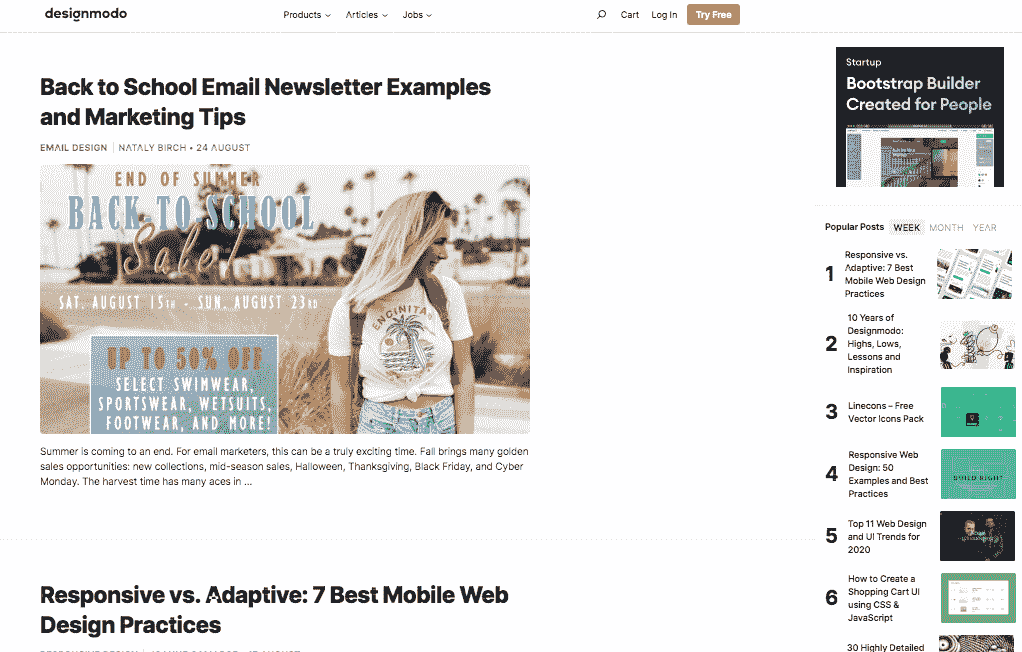 designmodo
Products
Articles
Jobs
Cart
Log In
Try Free
Back to School Email Newsletter Examples
and Marketing Tips
EMAIL DESIGN | NATALY BIRCH • 24 AUGUST
END OF SUMMER
BACK-TO-SCHOOL
Sale!
SAT, AUGUST 15TH - SUN, AUGUST 23RD
UP TO 50% OFF
SELECT SWIMWEAR,
SPORTSWEAR, WETSUITS,
FOOTWEAR, AND MORE!
ENCINITAS
Summer is coming to an end. For email marketers, this can be a truly exciting time. Fall brings many golden
sales opportunities: new collections, mid-season sales, Halloween, Thanksgiving, Black Friday, and Cyber
Monday. The harvest time has many aces in ...
Responsive vs. Adaptive: 7 Best Mobile Web
Design Practices
Startup
Bootstrap Builder
Created for People
Popular Posts WEEK MONTH YEAR
1
Responsive vs.
Adaptive: 7 Best
Mobile Web Design
Practices
2
10 Years of
Designmodo:
Highs, Lows,
Lessons and
Inspiration
3
Linecons – Free
Vector Icons Pack
4
Responsive Web
Design: 50
Examples and Best
Practices
BUILD RIGHT
5
Top 11 Web Design
and UI Trends for
2020
6
How to Create a
Shopping Cart UI
using CSS &
JavaScript
30 Highly Detailed